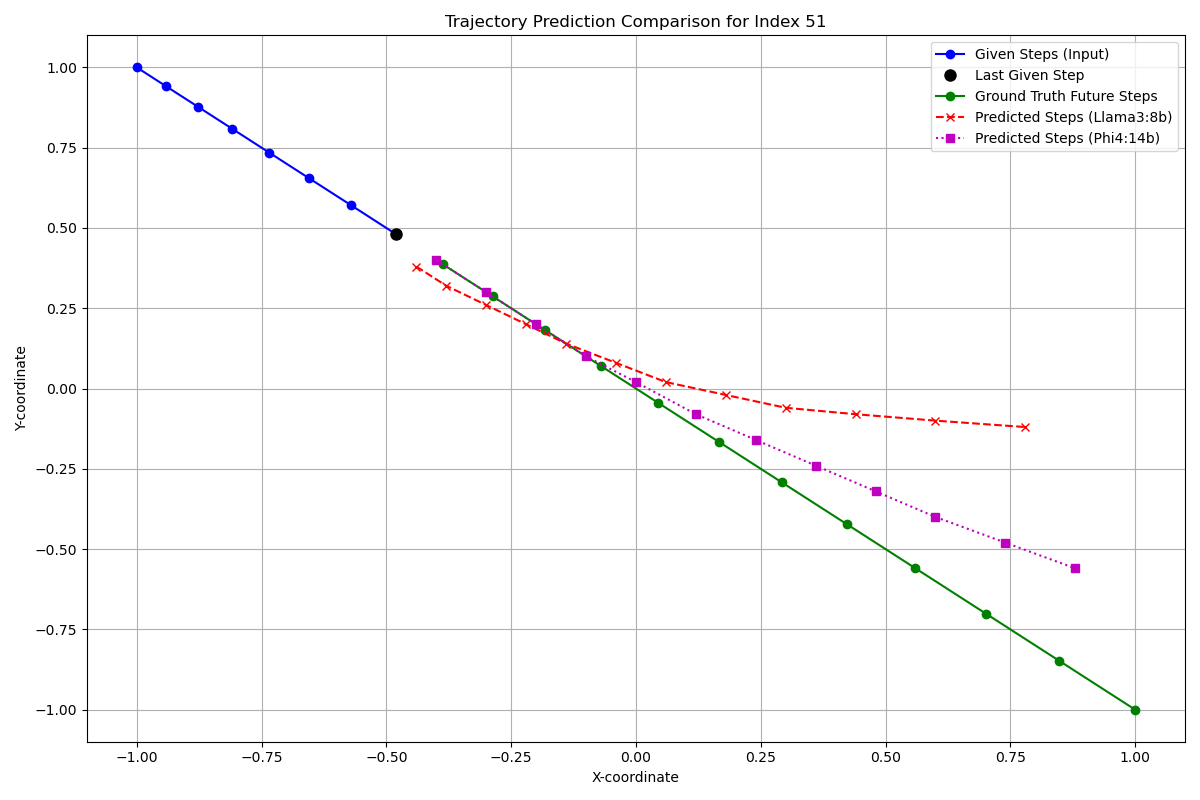 Trajectory Prediction Comparison for Index 51
Given Steps (Input)
Last Given Step
Ground Truth Future Steps
Predicted Steps (Llama3:8b)
Predicted Steps (Phi4:14b)
Y-coordinate
1.00
0.75
0.50
0.25
0.00
−0.25
−0.50
−0.75
−1.00
−1.00 −0.75 −0.50 −0.25 0.00 0.25 0.50 0.75 1.00
X-coordinate